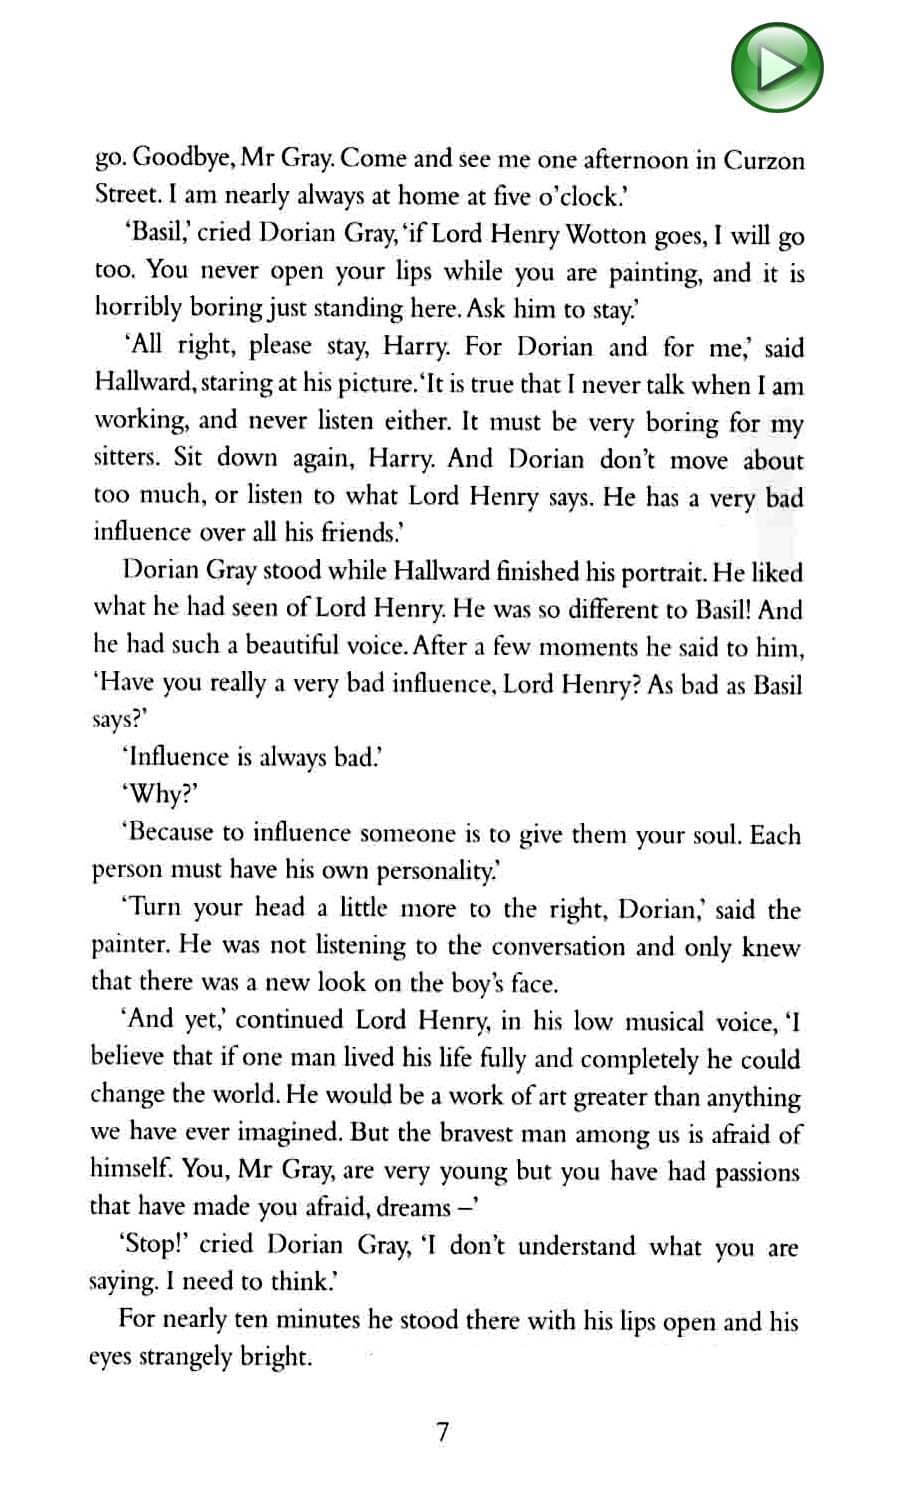 go. Goodbye, Mr Gray. Come and see me one afternoon in Curzon
Street. I am nearly always at home at five o'clock.'
'Basil,' cried Dorian Gray, 'if Lord Henry Wotton goes, I will go
too. You never open your lips while you are painting, and it is
horribly boring just standing here. Ask him to stay.'
'All right, please stay, Harry. For Dorian and for me,' said
Hallward, staring at his picture. 'It is true that I never talk when I am
working, and never listen either. It must be very boring for my
sitters. Sit down again, Harry. And Dorian don't move about
too much, or listen to what Lord Henry says. He has a very bad
influence over all his friends.'
Dorian Gray stood while Hallward finished his portrait. He liked
what he had seen of Lord Henry. He was so different to Basil! And
he had such a beautiful voice. After a few moments he said to him,
'Have you really a very bad influence, Lord Henry? As bad as Basil
says?'
'Influence is always bad.'
'Why?'
'Because to influence someone is to give them your soul. Each
person must have his own personality.'
'Turn your head a little more to the right, Dorian,' said the
painter. He was not listening to the conversation and only knew
that there was a new look on the boy's face.
'And yet,' continued Lord Henry, in his low musical voice, 'I
believe that if one man lived his life fully and completely he could
change the world. He would be a work of art greater than anything
we have ever imagined. But the bravest man among us is afraid of
himself. You, Mr Gray, are very young but you have had passions
that have made you afraid, dreams –'
'Stop!' cried Dorian Gray, 'I don't understand what you are
saying. I need to think.'
For nearly ten minutes he stood there with his lips open and his
eyes strangely bright.
7